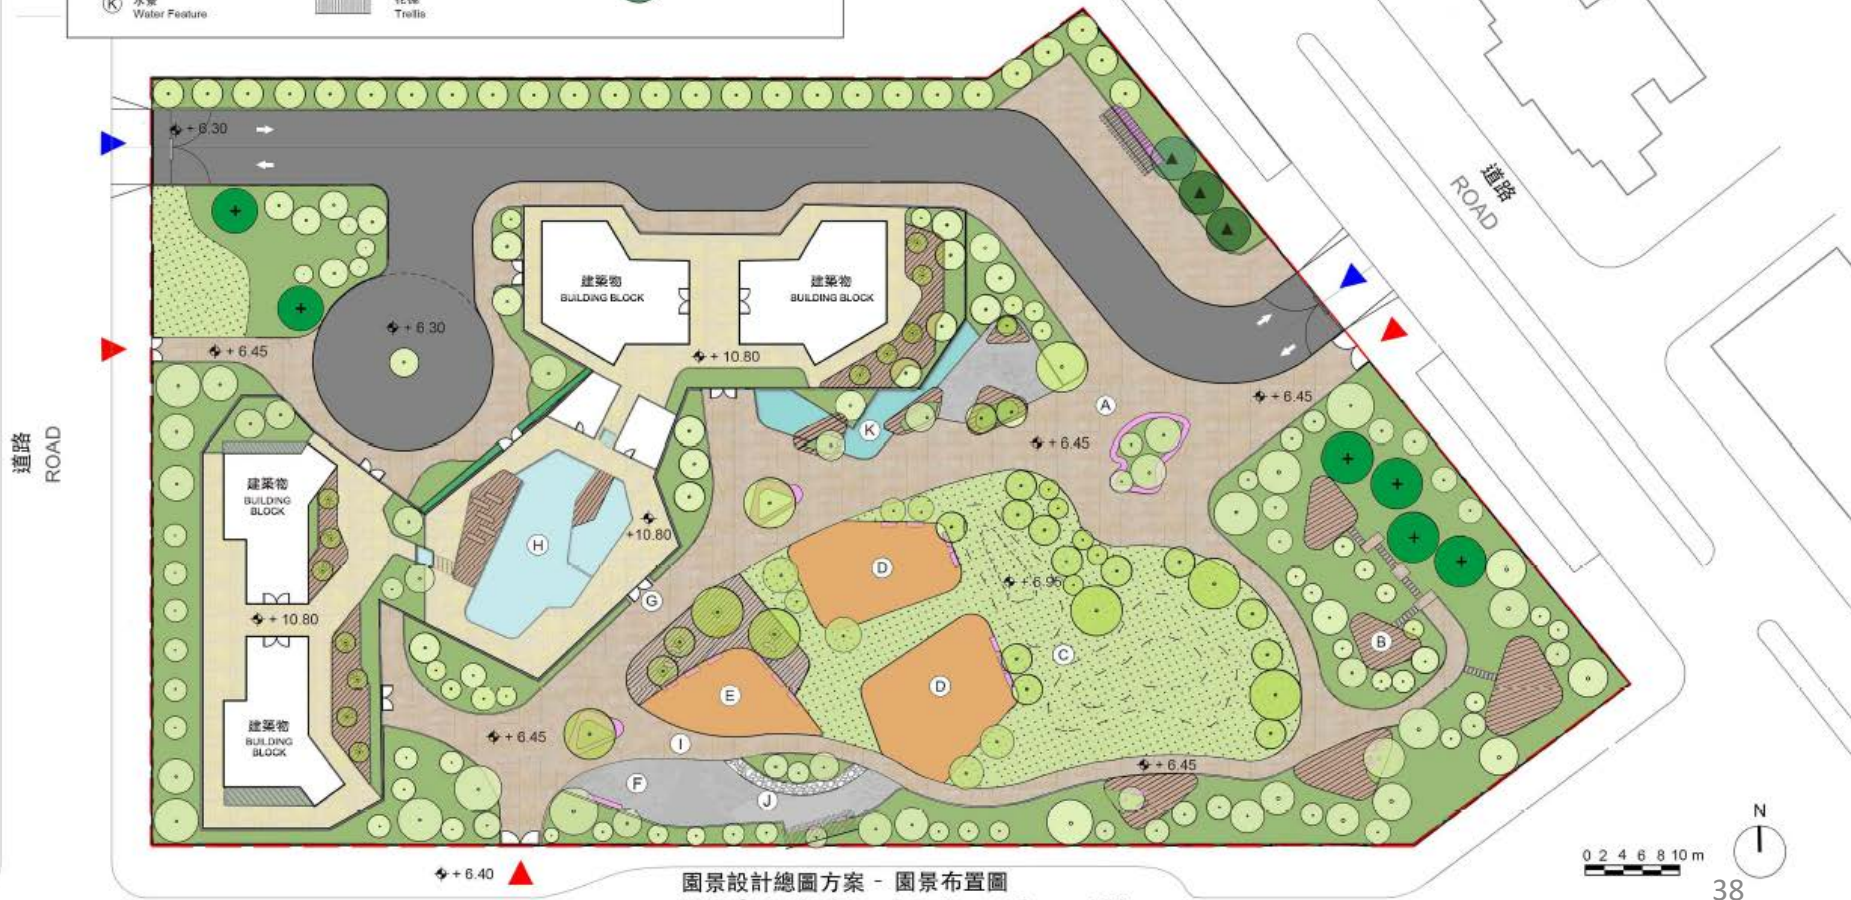 K
Water Feature
Trellis
+ 6.30
道路
ROAD
建築物
BUILDING BLOCK
建築物
BUILDING BLOCK
+ 6.30
+ 6.45
+ 10.80
A
+ 6.45
K
+ 6.45
道路
ROAD
建築物
BUILDING
BLOCK
+10.80
H
D
+ 6.95
G
+ 10.80
B
C
E
D
建築物
BUILDING
BLOCK
+ 6.45
I
+ 6.45
F
J
N
0 2 4 6 8 10 m
+ 6.40
園景設計總圖方案 - 園景布置圖
38